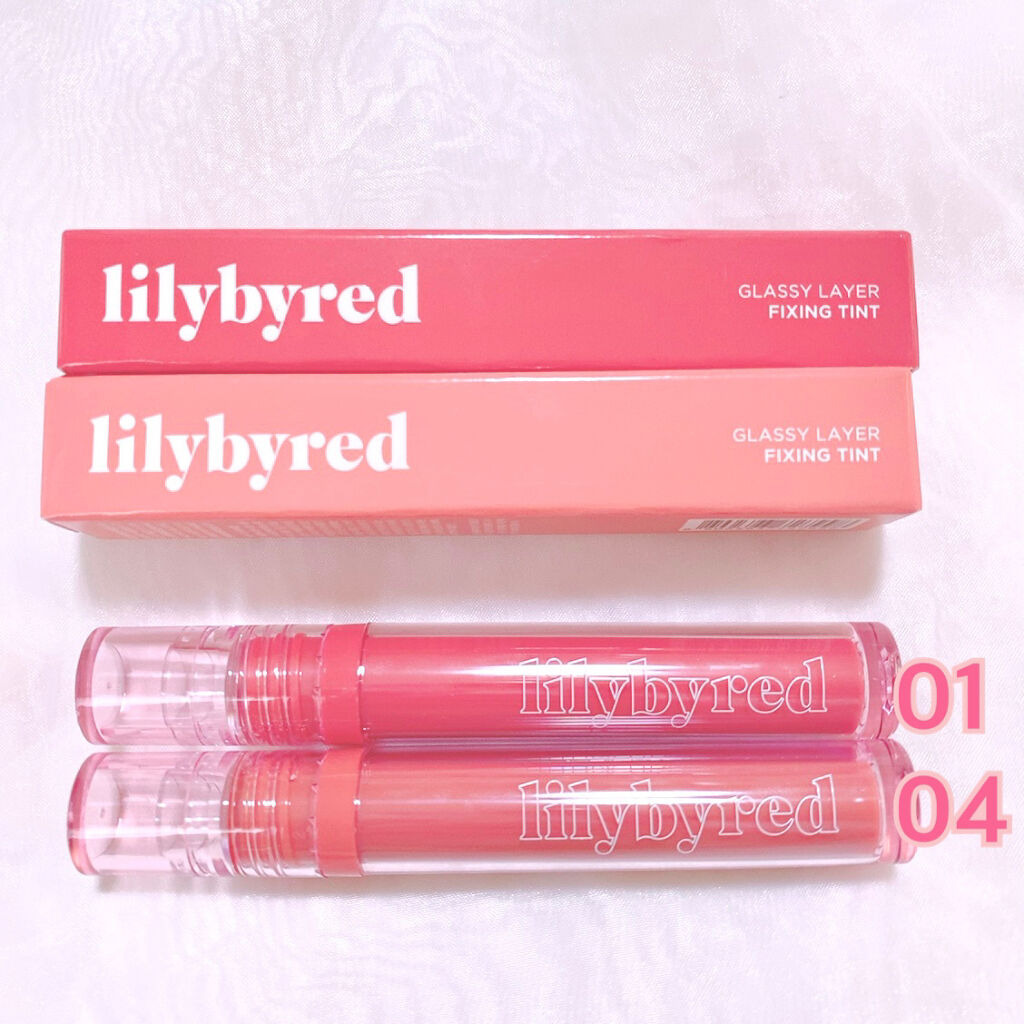 lilybyred
GLASSY LAYER
FIXING TINT
lilybyred
GLASSY LAYER
FIXING TINT
lilybyred
01
lilybyred
04